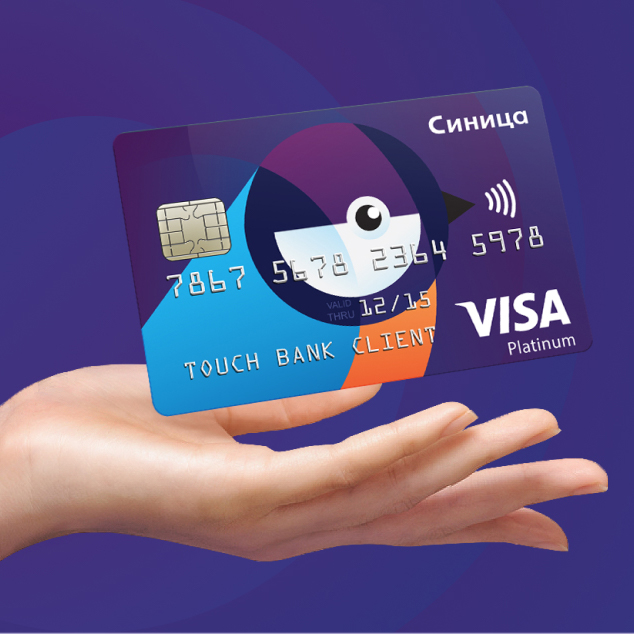 Синица
7867 5678 2364 5978
VALID THRU 12/15
TOUCH BANK CLIENT
VISA
Platinum